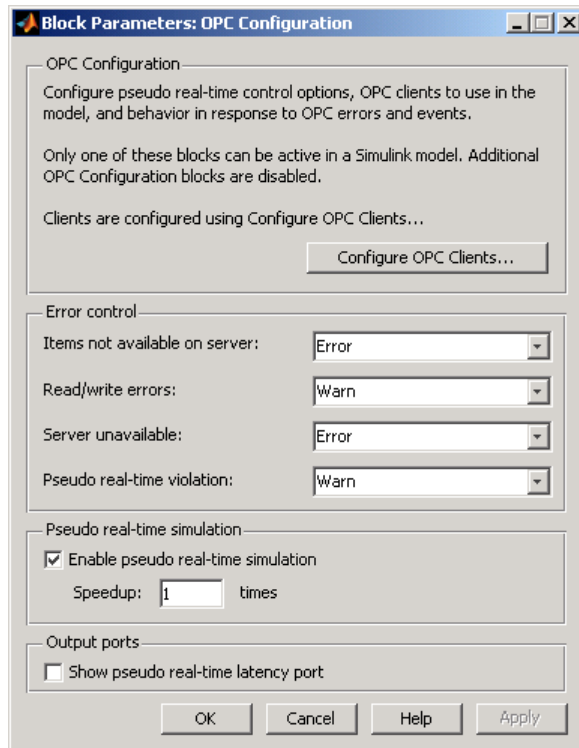 Block Parameters: OPC Configuration
OPC Configuration
Configure pseudo real-time control options, OPC clients to use in the
model, and behavior in response to OPC errors and events.
Only one of these blocks can be active in a Simulink model. Additional
OPC Configuration blocks are disabled.
Clients are configured using Configure OPC Clients...
Configure OPC Clients...
Error control
Items not available on server: Error
Read/write errors: Warn
Server unavailable: Error
Pseudo real-time violation: Warn
Pseudo real-time simulation
Enable pseudo real-time simulation
Speedup: 1 times
Output ports
Show pseudo real-time latency port
OK Cancel Help Apply